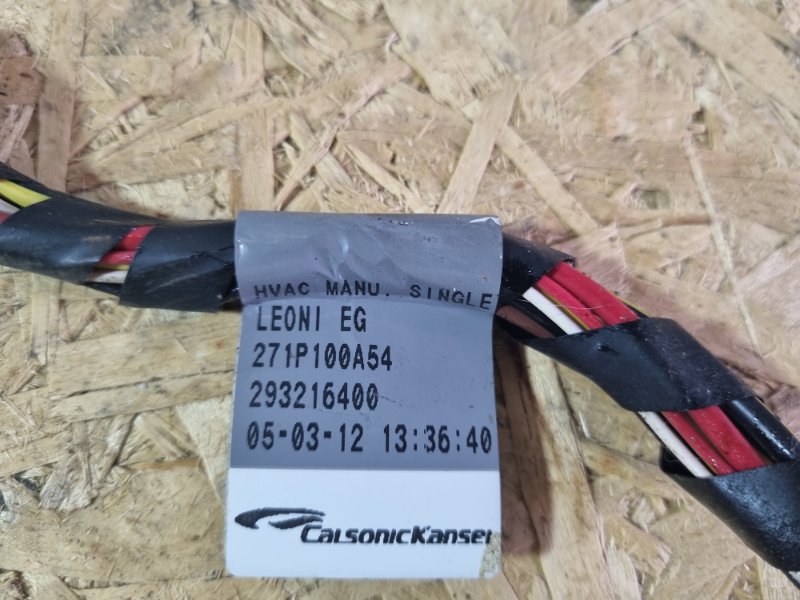 HVAC MANU. SINGLE
LEONI EG
271P100A54
293216400
05-03-12 13:36:40
CalsonicKansei